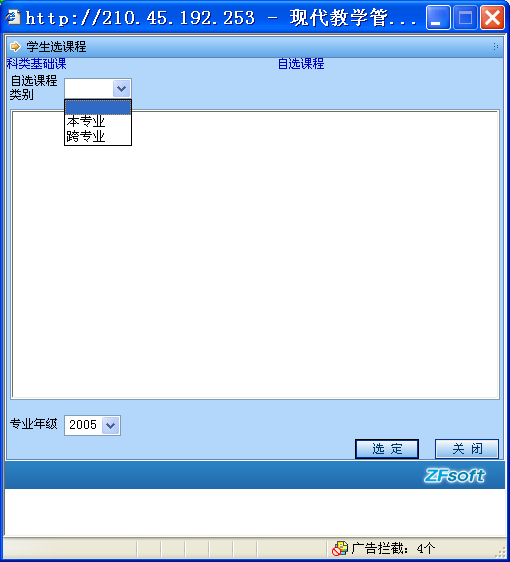 http://210.45.192.253 - 现代教学管...
学生选课程
科类基础课 自选课程
自选课程
类别
本专业
跨专业
专业年级 2005
选 定 关 闭
ZFsoft
广告拦截: 4个